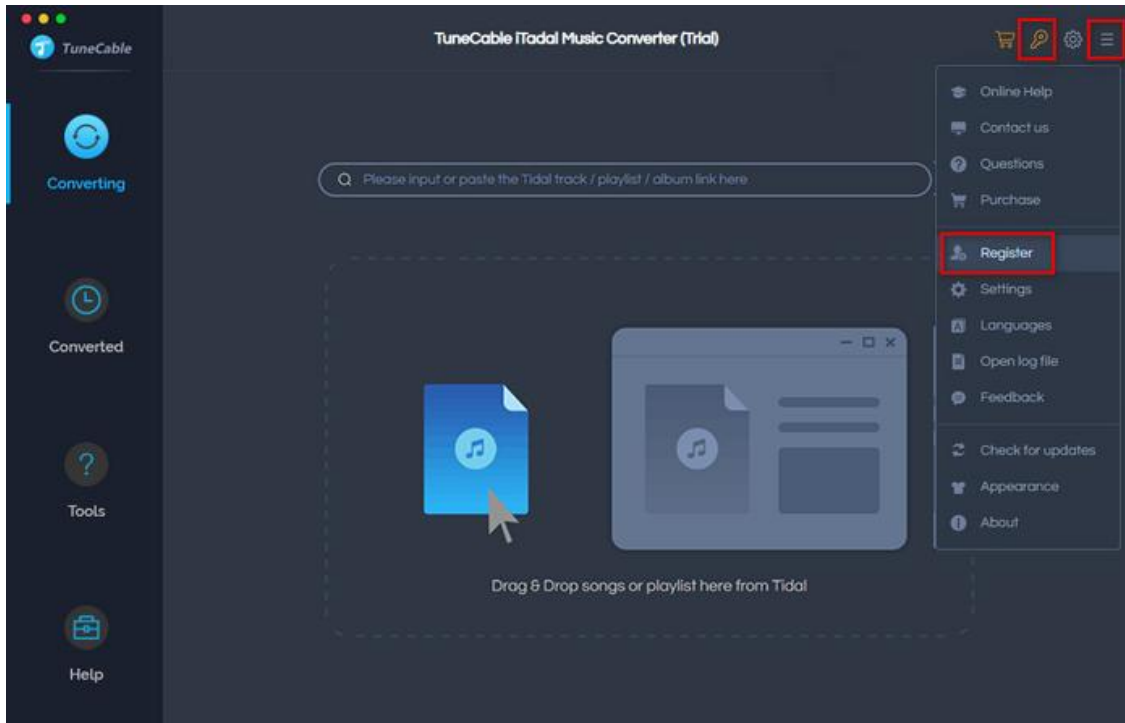 TuneCable
TuneCable iTadal Music Converter (Trial)
Converting
Converted
Tools
Help
Please input or paste the Tidal track / playlist / album link here
Drag & Drop songs or playlist here from Tidal
Online Help
Contact us
Questions
Purchase
Register
Settings
Languages
Open log file
Feedback
Check for updates
Appearance
About